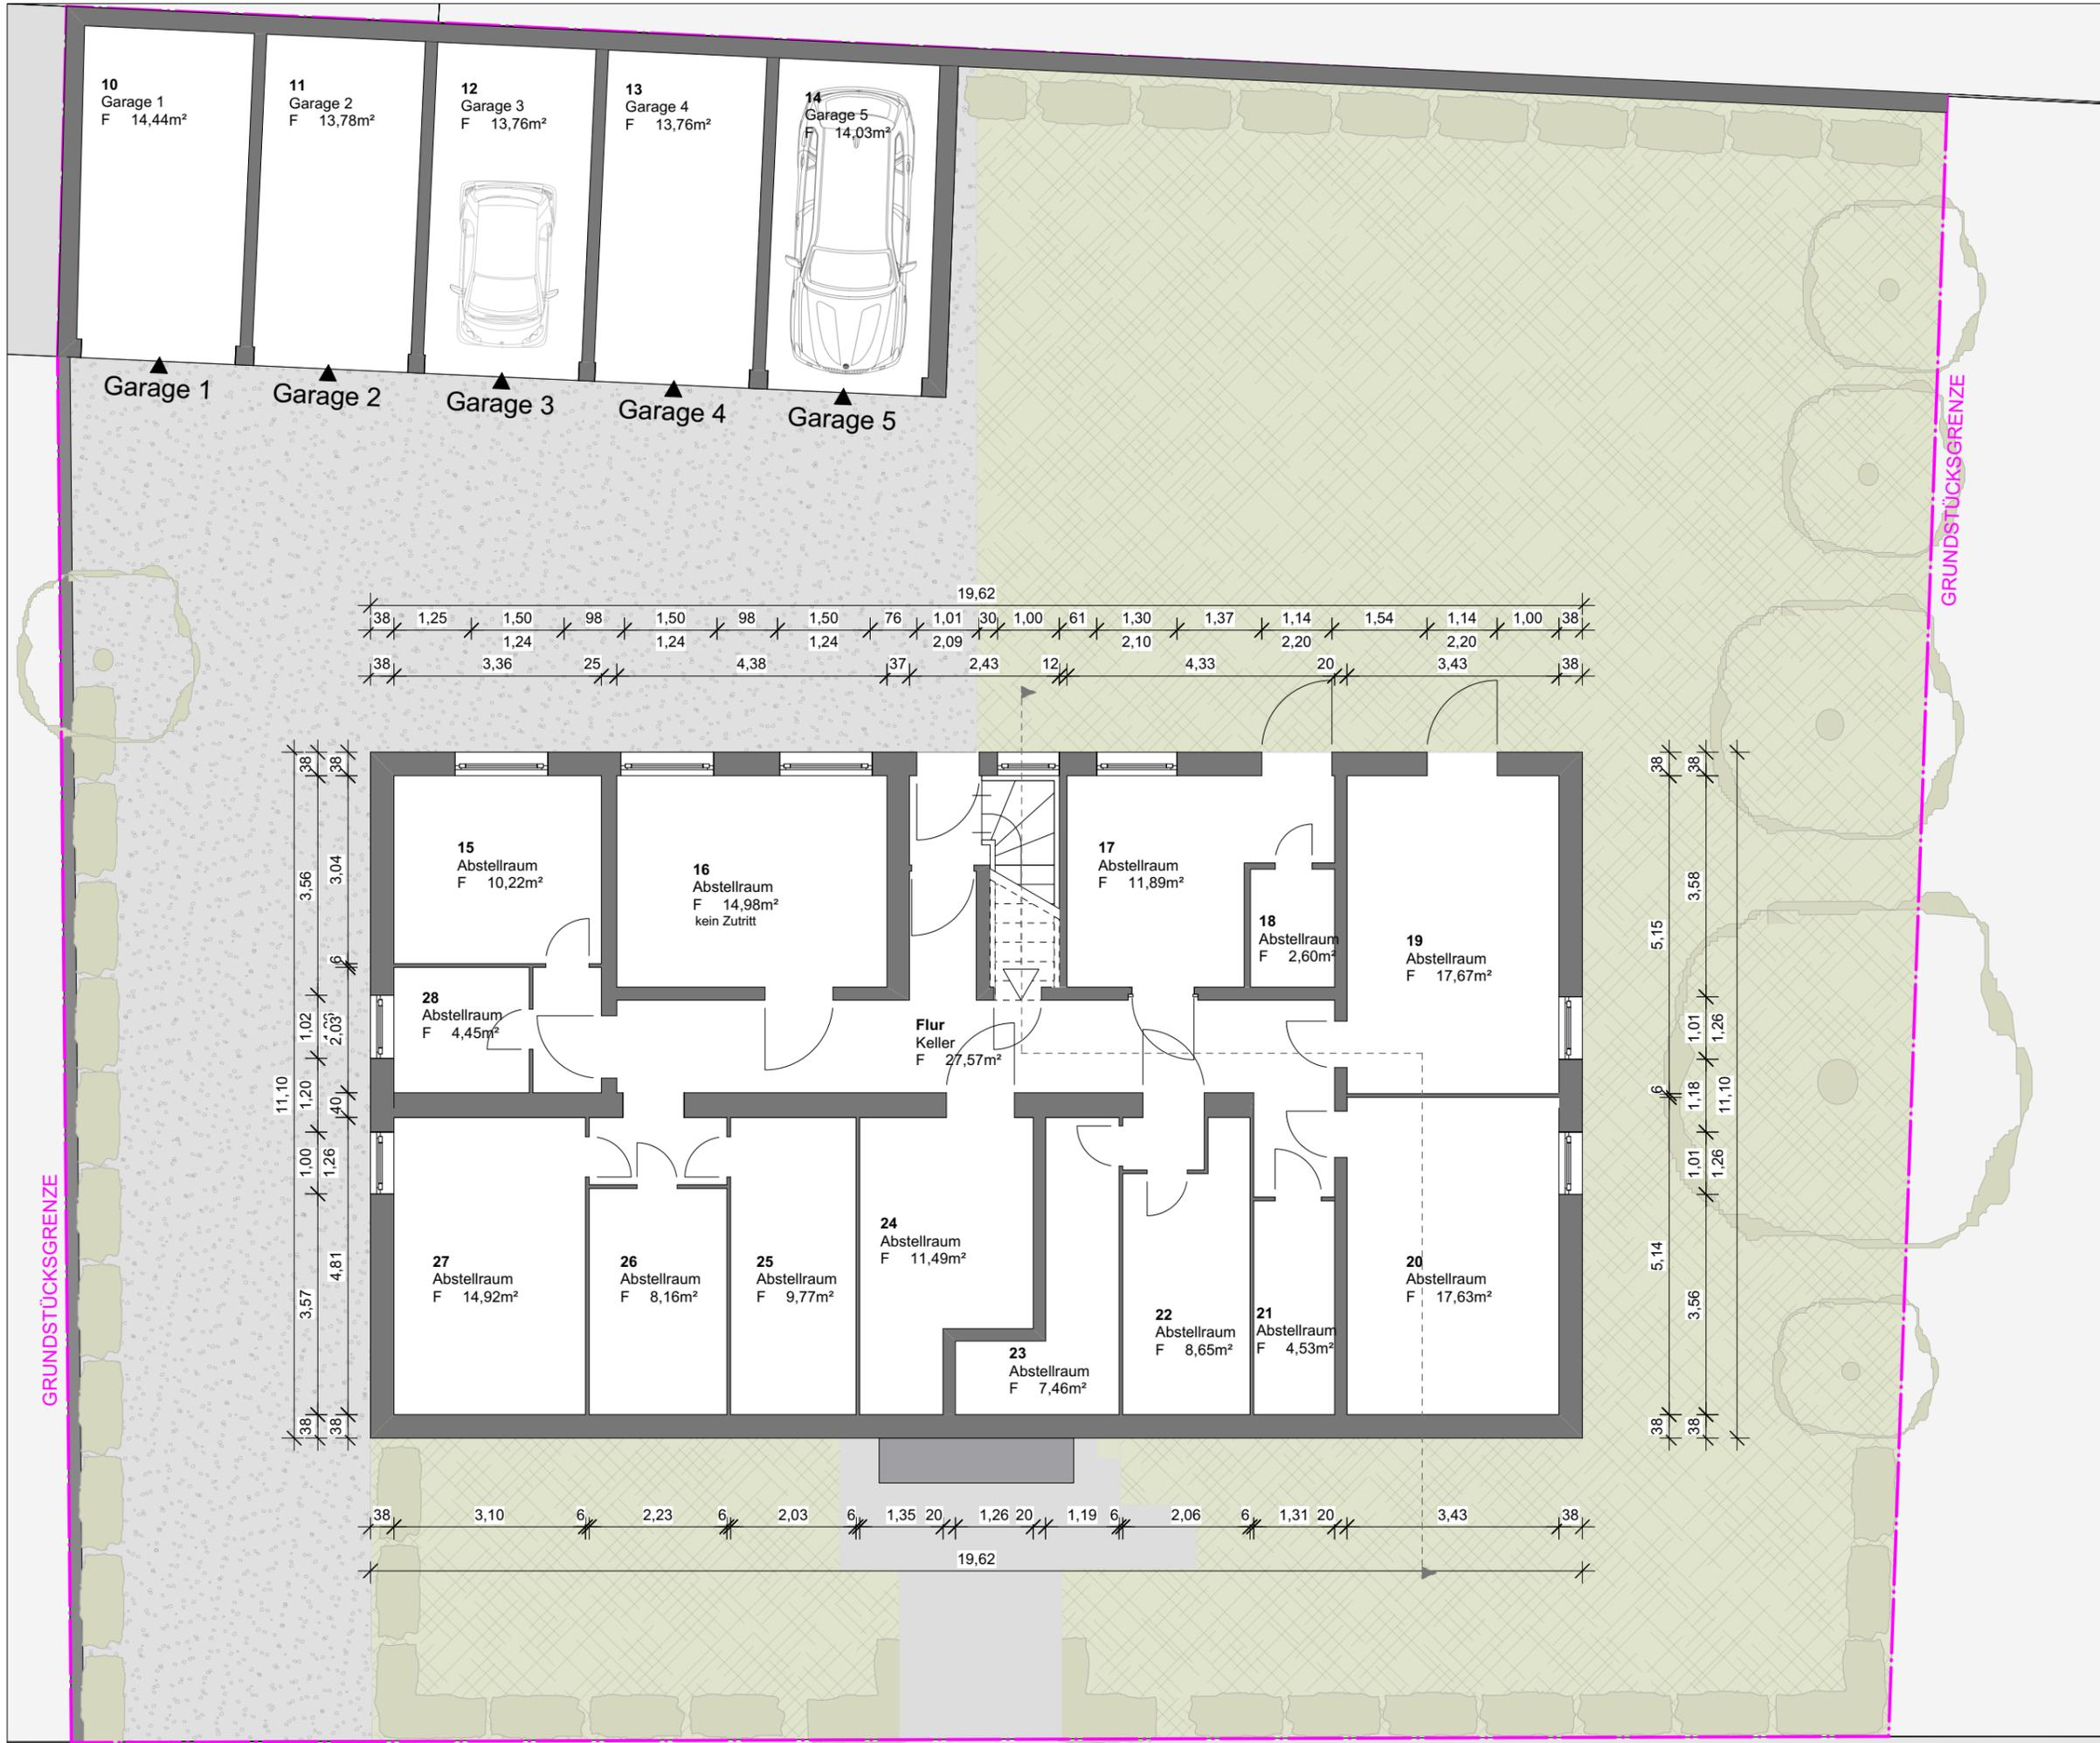 10
Garage 1
F 14,44m²
11
Garage 2
F 13,78m²
12
Garage 3
F 13,76m²
13
Garage 4
F 13,76m²
14
Garage 5
F 14,03m²
Garage 1
Garage 2
Garage 3
Garage 4
Garage 5
GRUNDSTÜCKSGRENZE
19,62
38 1,25 1,50 98 1,50 98 1,50 76 1,01 30 1,00 61 1,30 1,37 1,14 1,54 1,14 1,00 38
1,24 1,24 1,24 2,09 2,10 2,20 2,20
38 3,36 25 4,38 37 2,43 12 4,33 20 3,43 38
15
Abstellraum
F 10,22m²
16
Abstellraum
F 14,98m²
kein Zutritt
17
Abstellraum
F 11,89m²
18
Abstellraum
F 2,60m²
19
Abstellraum
F 17,67m²
28
Abstellraum
F 4,45m²
Flur
Keller
F 27,57m²
27
Abstellraum
F 14,92m²
26
Abstellraum
F 8,16m²
25
Abstellraum
F 9,77m²
24
Abstellraum
F 11,49m²
23
Abstellraum
F 7,46m²
22
Abstellraum
F 8,65m²
21
Abstellraum
F 4,53m²
20
Abstellraum
F 17,63m²
11,10
38 3,56 1,02 1,20 1,00 3,57 38
1,26
38 3,04 6 2,03 40 4,81 38
38 5,15 6 5,14 38
38 3,58 1,01 1,18 1,01 3,56 38
1,26 1,26
11,10
GRUNDSTÜCKSGRENZE
38 3,10 6 2,23 6 2,03 6 1,35 20 1,26 20 1,19 6 2,06 6 1,31 20 3,43 38
19,62